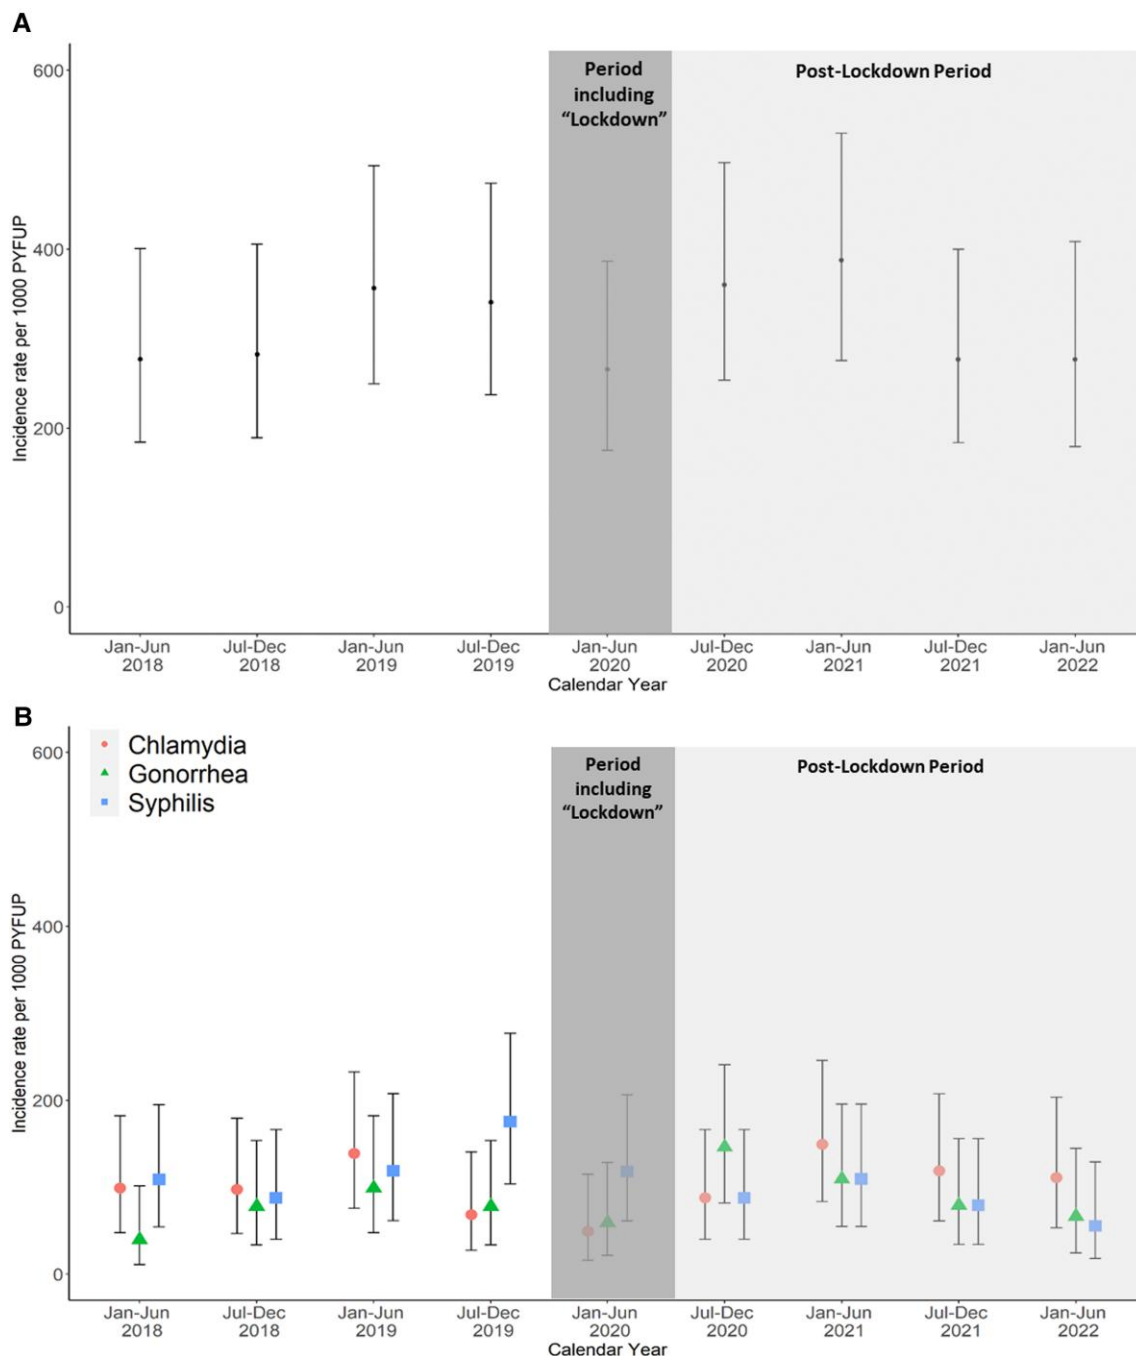 A
Incidence rate per 1000 PYFUP
600
400
200
0
Period
including
“Lockdown”
Post-Lockdown Period
Jan-Jun Jul-Dec Jan-Jun Jul-Dec Jan-Jun Jul-Dec Jan-Jun Jul-Dec Jan-Jun
2018 2018 2019 2019 2020 2020 2021 2021 2022
Calendar Year
B
Incidence rate per 1000 PYFUP
600
400
200
0
Chlamydia
Gonorrhea
Syphilis
Period
including
“Lockdown”
Post-Lockdown Period
Jan-Jun Jul-Dec Jan-Jun Jul-Dec Jan-Jun Jul-Dec Jan-Jun Jul-Dec Jan-Jun
2018 2018 2019 2019 2020 2020 2021 2021 2022
Calendar Year